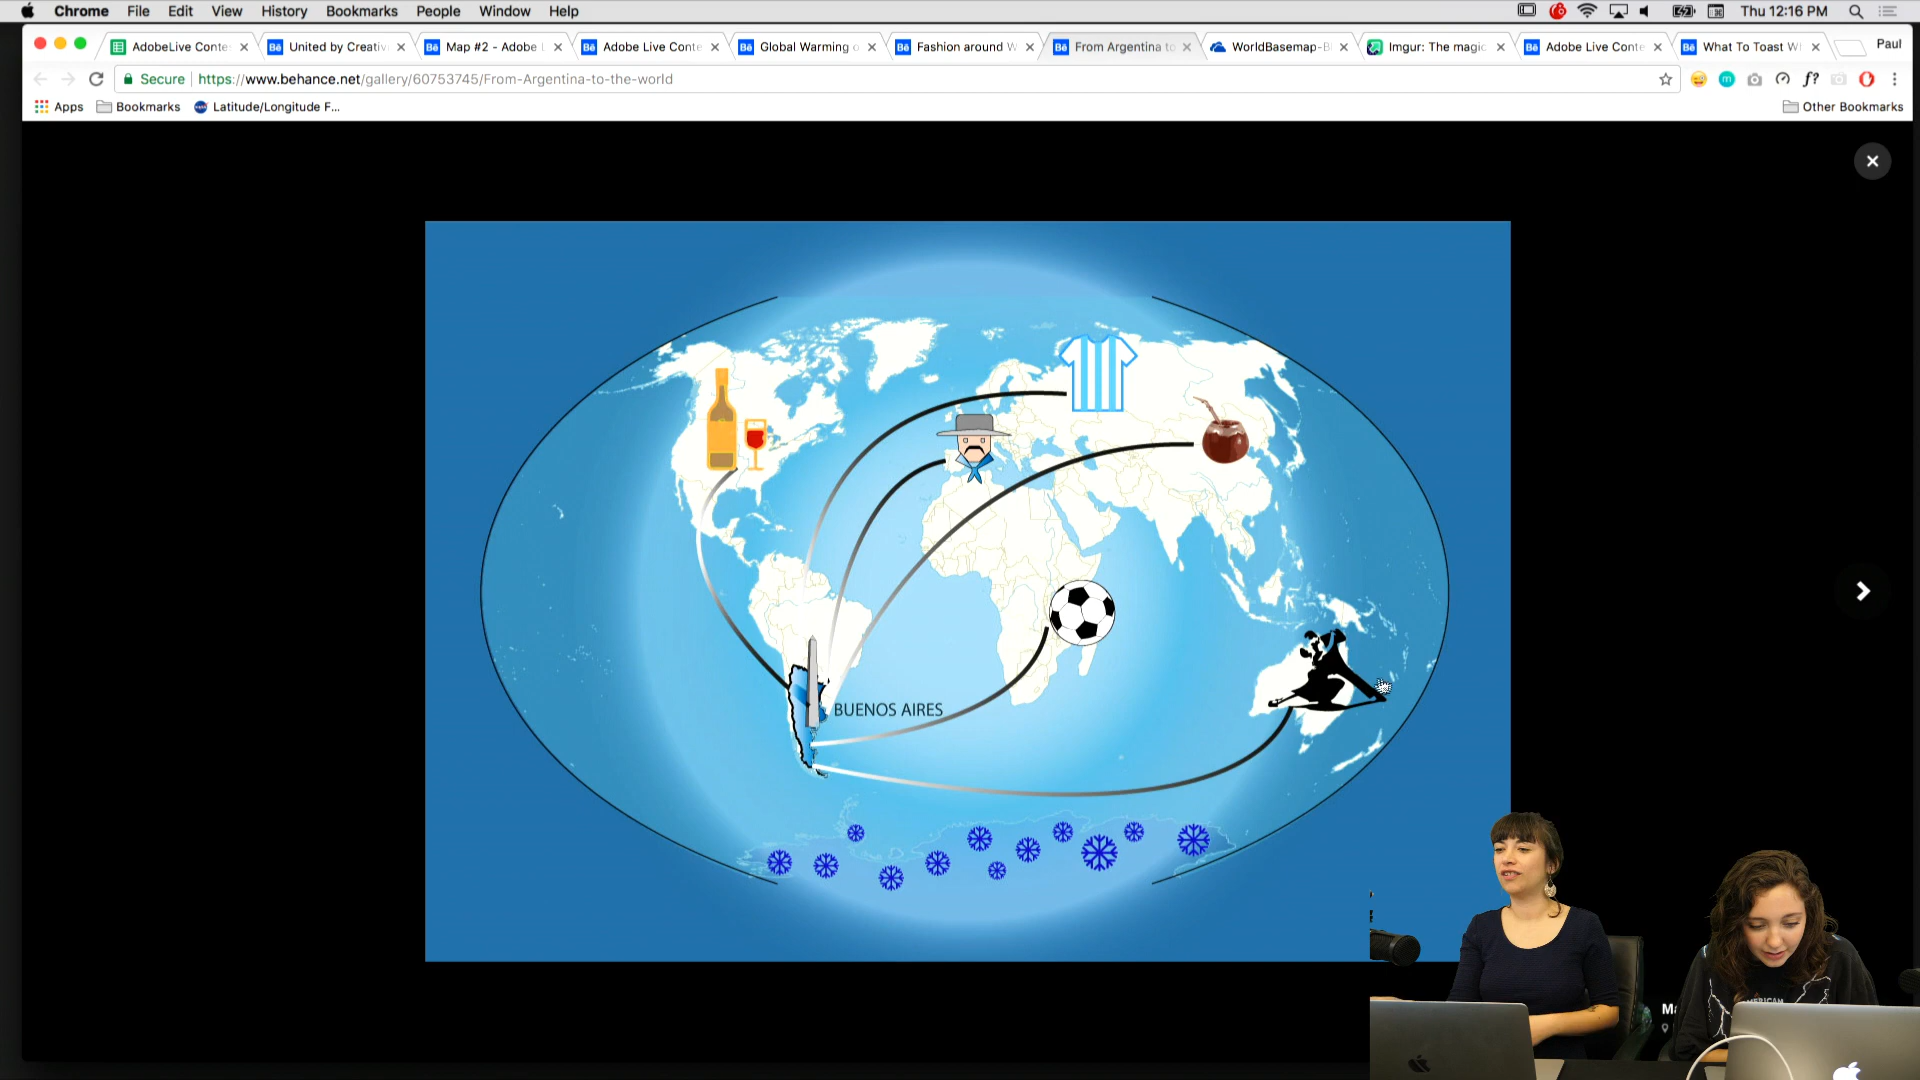 Chrome File Edit View History Bookmarks People Window Help Thu 12:16 PM
AdobeLive Conte United by Creativ Map #2 - Adobe L Adobe Live Conte Global Warming o Fashion around W From Argentina to WorldBasemap-Bl Imgur: The magic Adobe Live Conte What To Toast W Paul
Secure https://www.behance.net/gallery/60753745/From-Argentina-to-the-world
Apps Bookmarks Latitude/Longitude F... Other Bookmarks
BUENOS AIRES
AMERICAN